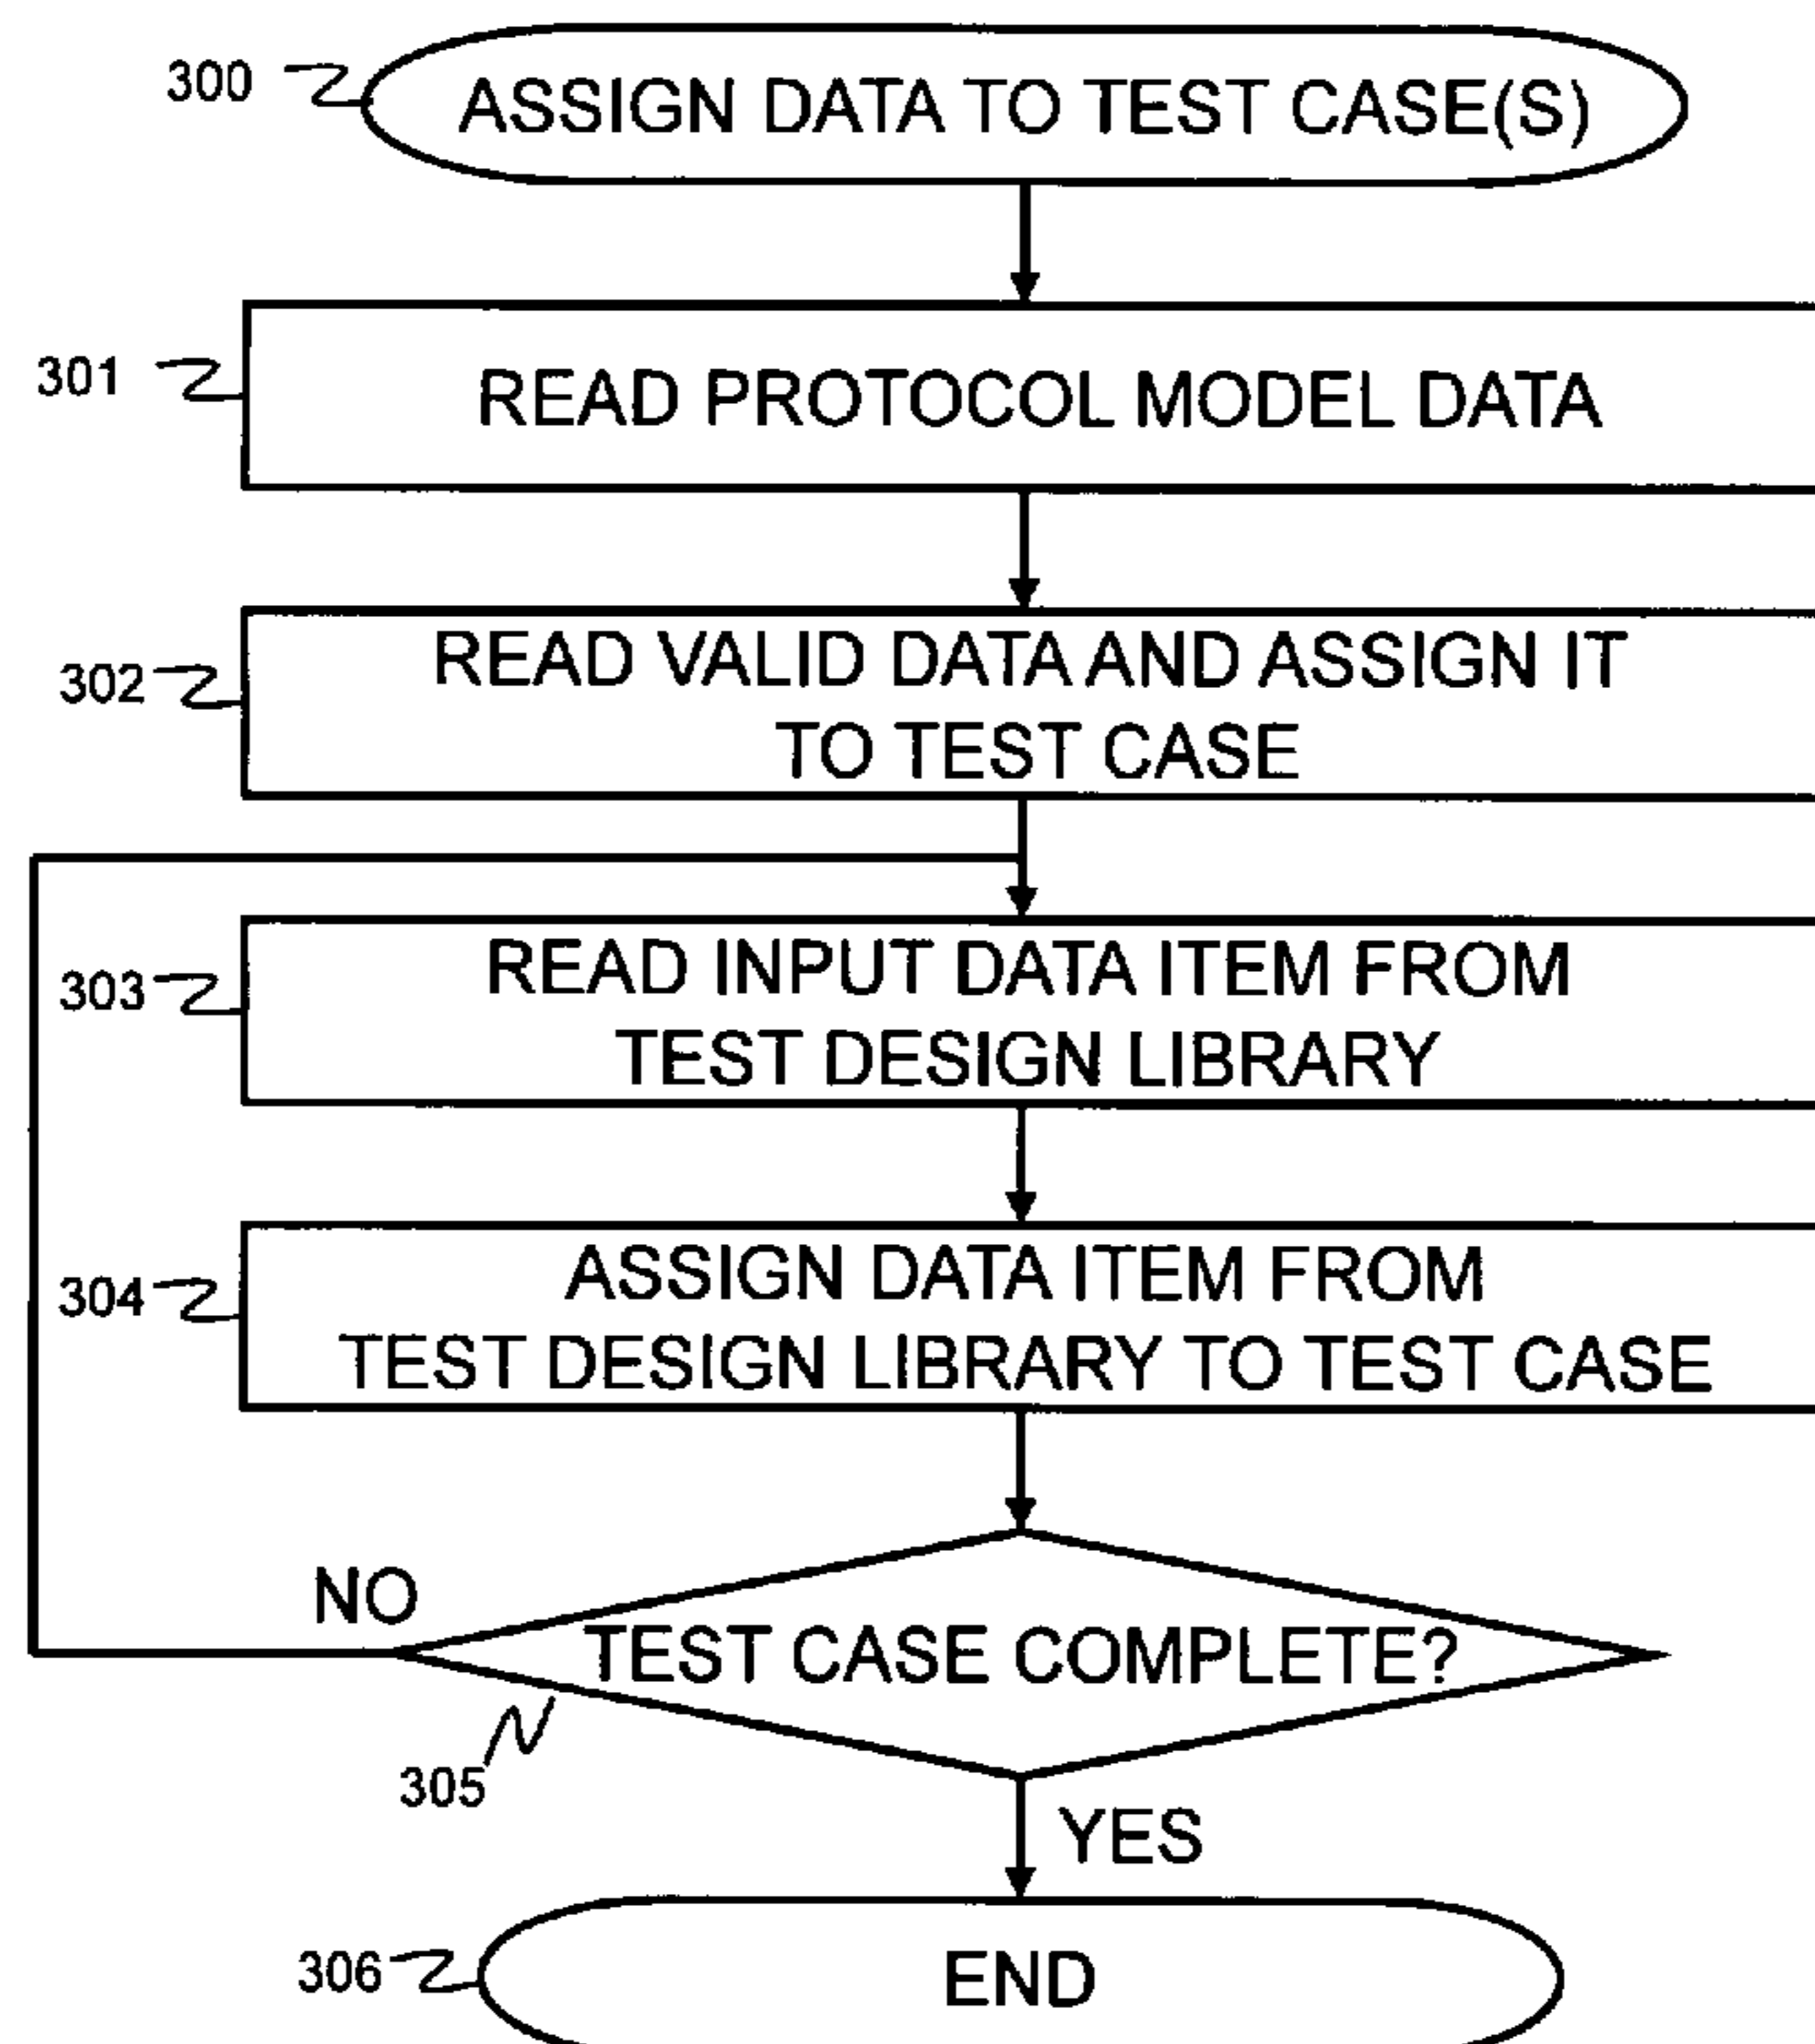 300
ASSIGN DATA TO TEST CASE(S)
301
READ PROTOCOL MODEL DATA
302
READ VALID DATA AND ASSIGN IT
TO TEST CASE
303
READ INPUT DATA ITEM FROM
TEST DESIGN LIBRARY
304
ASSIGN DATA ITEM FROM
TEST DESIGN LIBRARY TO TEST CASE
NO
TEST CASE COMPLETE?
305
YES
306
END